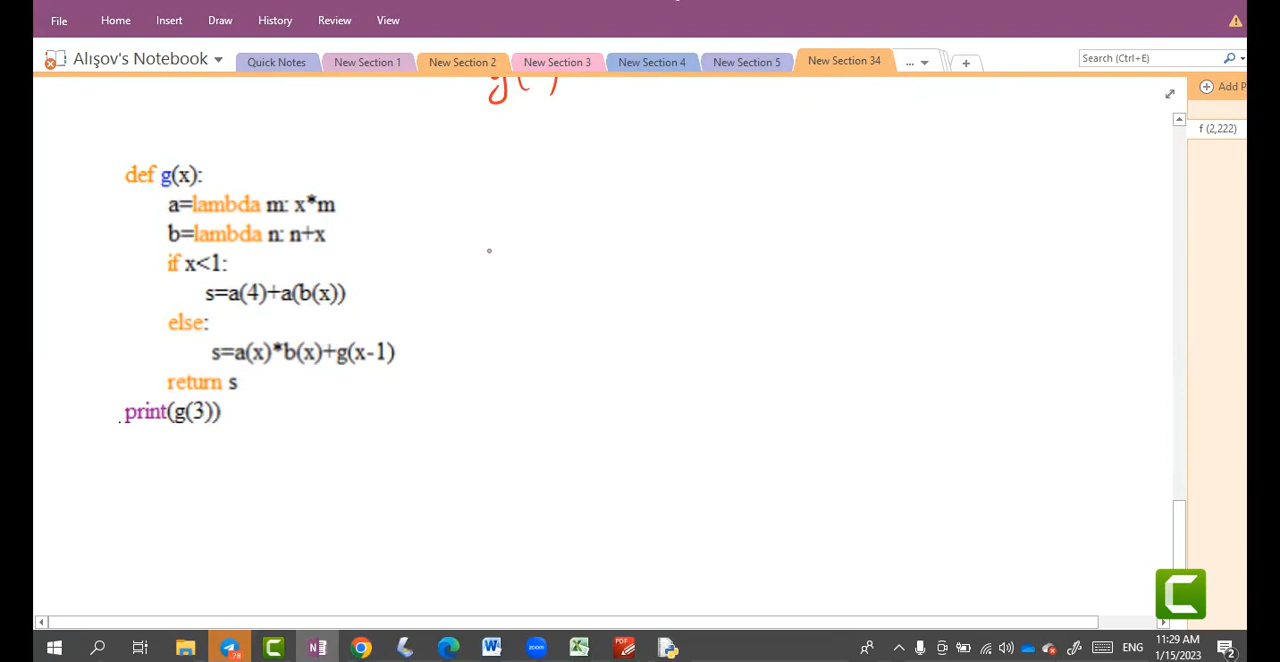 File Home Insert Draw History Review View
Alışov's Notebook Quick Notes New Section 1 New Section 2 New Section 3 New Section 4 New Section 5 New Section 34 ... Search (Ctrl+E)
Add P
f (2,222)
def g(x):
a=lambda m: x*m
b=lambda n: n+x
if x<1:
s=a(4)+a(b(x))
else:
s=a(x)*b(x)+g(x-1)
return s
print(g(3))
ENG
11:29 AM
1/15/2023